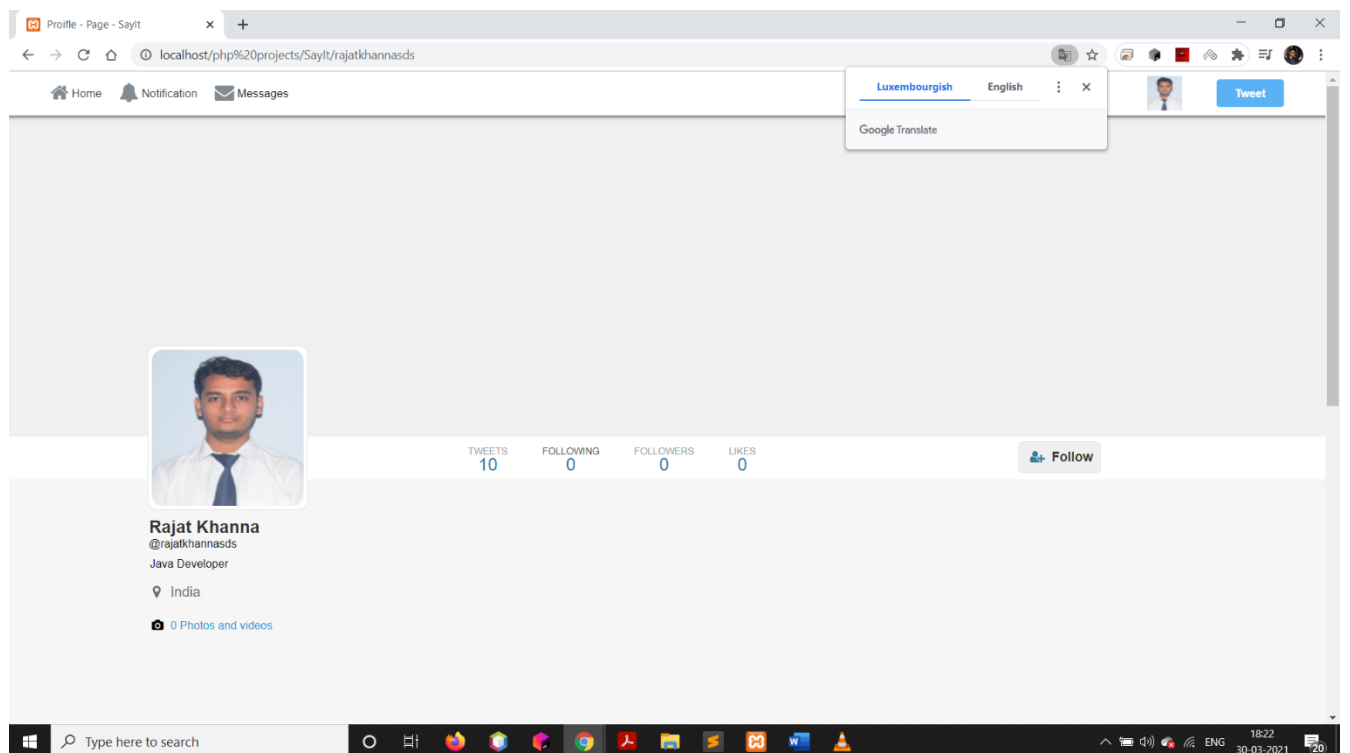 Proifle - Page - SayIt
localhost/php%20projects/SayIt/rajatkhannasds
Home Notification Messages
Luxembourgish English
Google Translate
Tweet
TWEETS FOLLOWING FOLLOWERS LIKES
10 0 0 0
Follow
Rajat Khanna
@rajatkhannasds
Java Developer
India
0 Photos and videos
Type here to search
ENG
18:22
30-03-2021
20